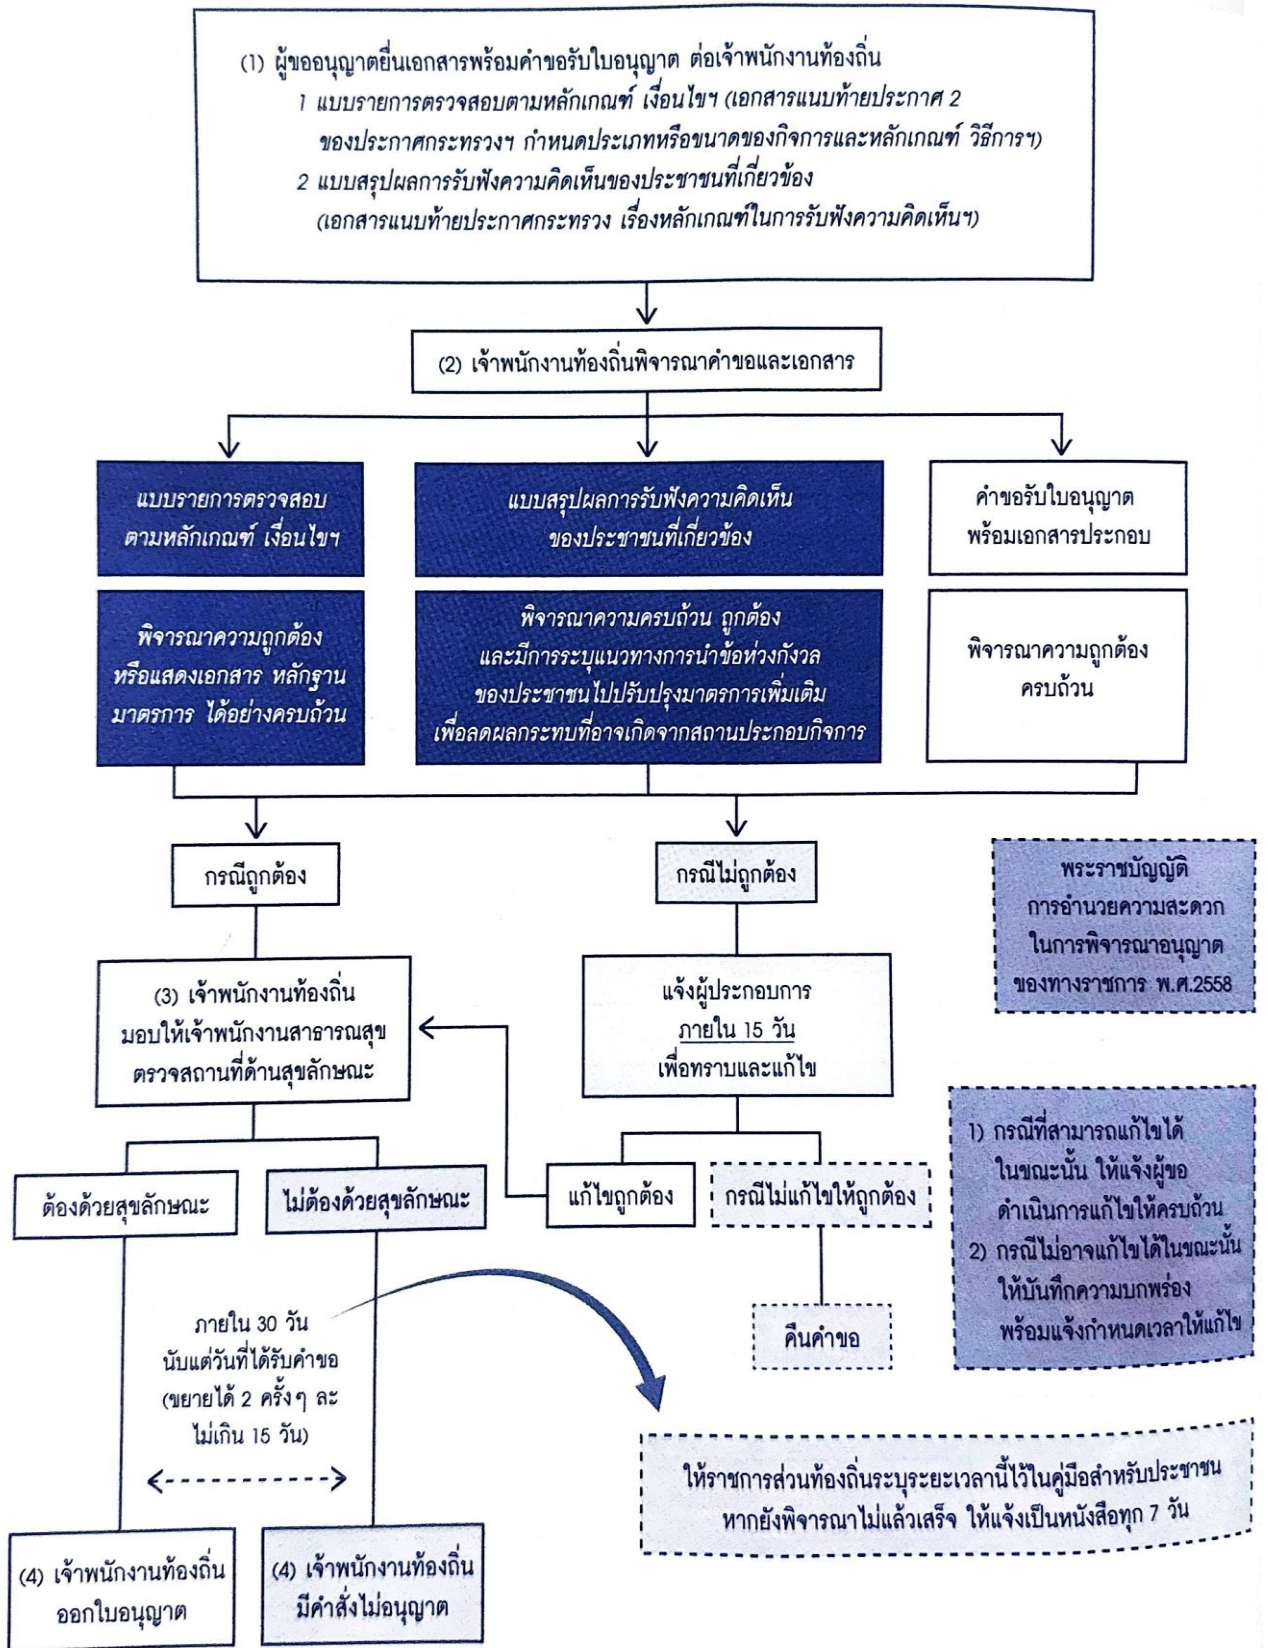 (1) ผู้ขออนุญาตยื่นเอกสารพร้อมคำขอรับใบอนุญาต ต่อเจ้าพนักงานท้องถิ่น
1 แบบรายการตรวจสอบตามหลักเกณฑ์ เงื่อนไขฯ (เอกสารแนบท้ายประกาศ 2
ของประกาศกระทรวงฯ กำหนดประเภทหรือขนาดของกิจการและหลักเกณฑ์ วิธีการฯ)
2 แบบสรุปผลการรับฟังความคิดเห็นของประชาชนที่เกี่ยวข้อง
(เอกสารแนบท้ายประกาศกระทรวง เรื่องหลักเกณฑ์ในการรับฟังความคิดเห็นฯ)
(2) เจ้าพนักงานท้องถิ่นพิจารณาคำขอและเอกสาร
แบบรายการตรวจสอบ
ตามหลักเกณฑ์ เงื่อนไขฯ
แบบสรุปผลการรับฟังความคิดเห็น
ของประชาชนที่เกี่ยวข้อง
คำขอรับใบอนุญาต
พร้อมเอกสารประกอบ
พิจารณาความถูกต้อง
หรือแสดงเอกสาร หลักฐาน
มาตรการ ได้อย่างครบถ้วน
พิจารณาความครบถ้วน ถูกต้อง
และมีการระบุแนวทางการนำข้อห่วงกังวล
ของประชาชนไปปรับปรุงมาตรการเพิ่มเติม
เพื่อลดผลกระทบที่อาจเกิดจากสถานประกอบกิจการ
พิจารณาความถูกต้อง
ครบถ้วน
กรณีถูกต้อง
กรณีไม่ถูกต้อง
พระราชบัญญัติ
การอำนวยความสะดวก
ในการพิจารณาอนุญาต
ของทางราชการ พ.ศ.2558
(3) เจ้าพนักงานท้องถิ่น
มอบให้เจ้าพนักงานสาธารณสุข
ตรวจสถานที่ด้านสุขลักษณะ
แจ้งผู้ประกอบการ
ภายใน 15 วัน
เพื่อทราบและแก้ไข
1) กรณีที่สามารถแก้ไขได้
ในขณะนั้น ให้แจ้งผู้ขอ
ดำเนินการแก้ไขให้ครบถ้วน
2) กรณีไม่อาจแก้ไขได้ในขณะนั้น
ให้บันทึกความบกพร่อง
พร้อมแจ้งกำหนดเวลาให้แก้ไข
ต้องด้วยสุขลักษณะ
ไม่ต้องด้วยสุขลักษณะ
แก้ไขถูกต้อง
กรณีไม่แก้ไขให้ถูกต้อง
คืนคำขอ
ภายใน 30 วัน
นับแต่วันที่ได้รับคำขอ
(ขยายได้ 2 ครั้งๆ ละ
ไม่เกิน 15 วัน)
ให้ราชการส่วนท้องถิ่นระบุระยะเวลานี้ไว้ในคู่มือสำหรับประชาชน
หากยังพิจารณาไม่แล้วเสร็จ ให้แจ้งเป็นหนังสือทุก 7 วัน
(4) เจ้าพนักงานท้องถิ่น
ออกใบอนุญาต
(4) เจ้าพนักงานท้องถิ่น
มีคำสั่งไม่อนุญาต